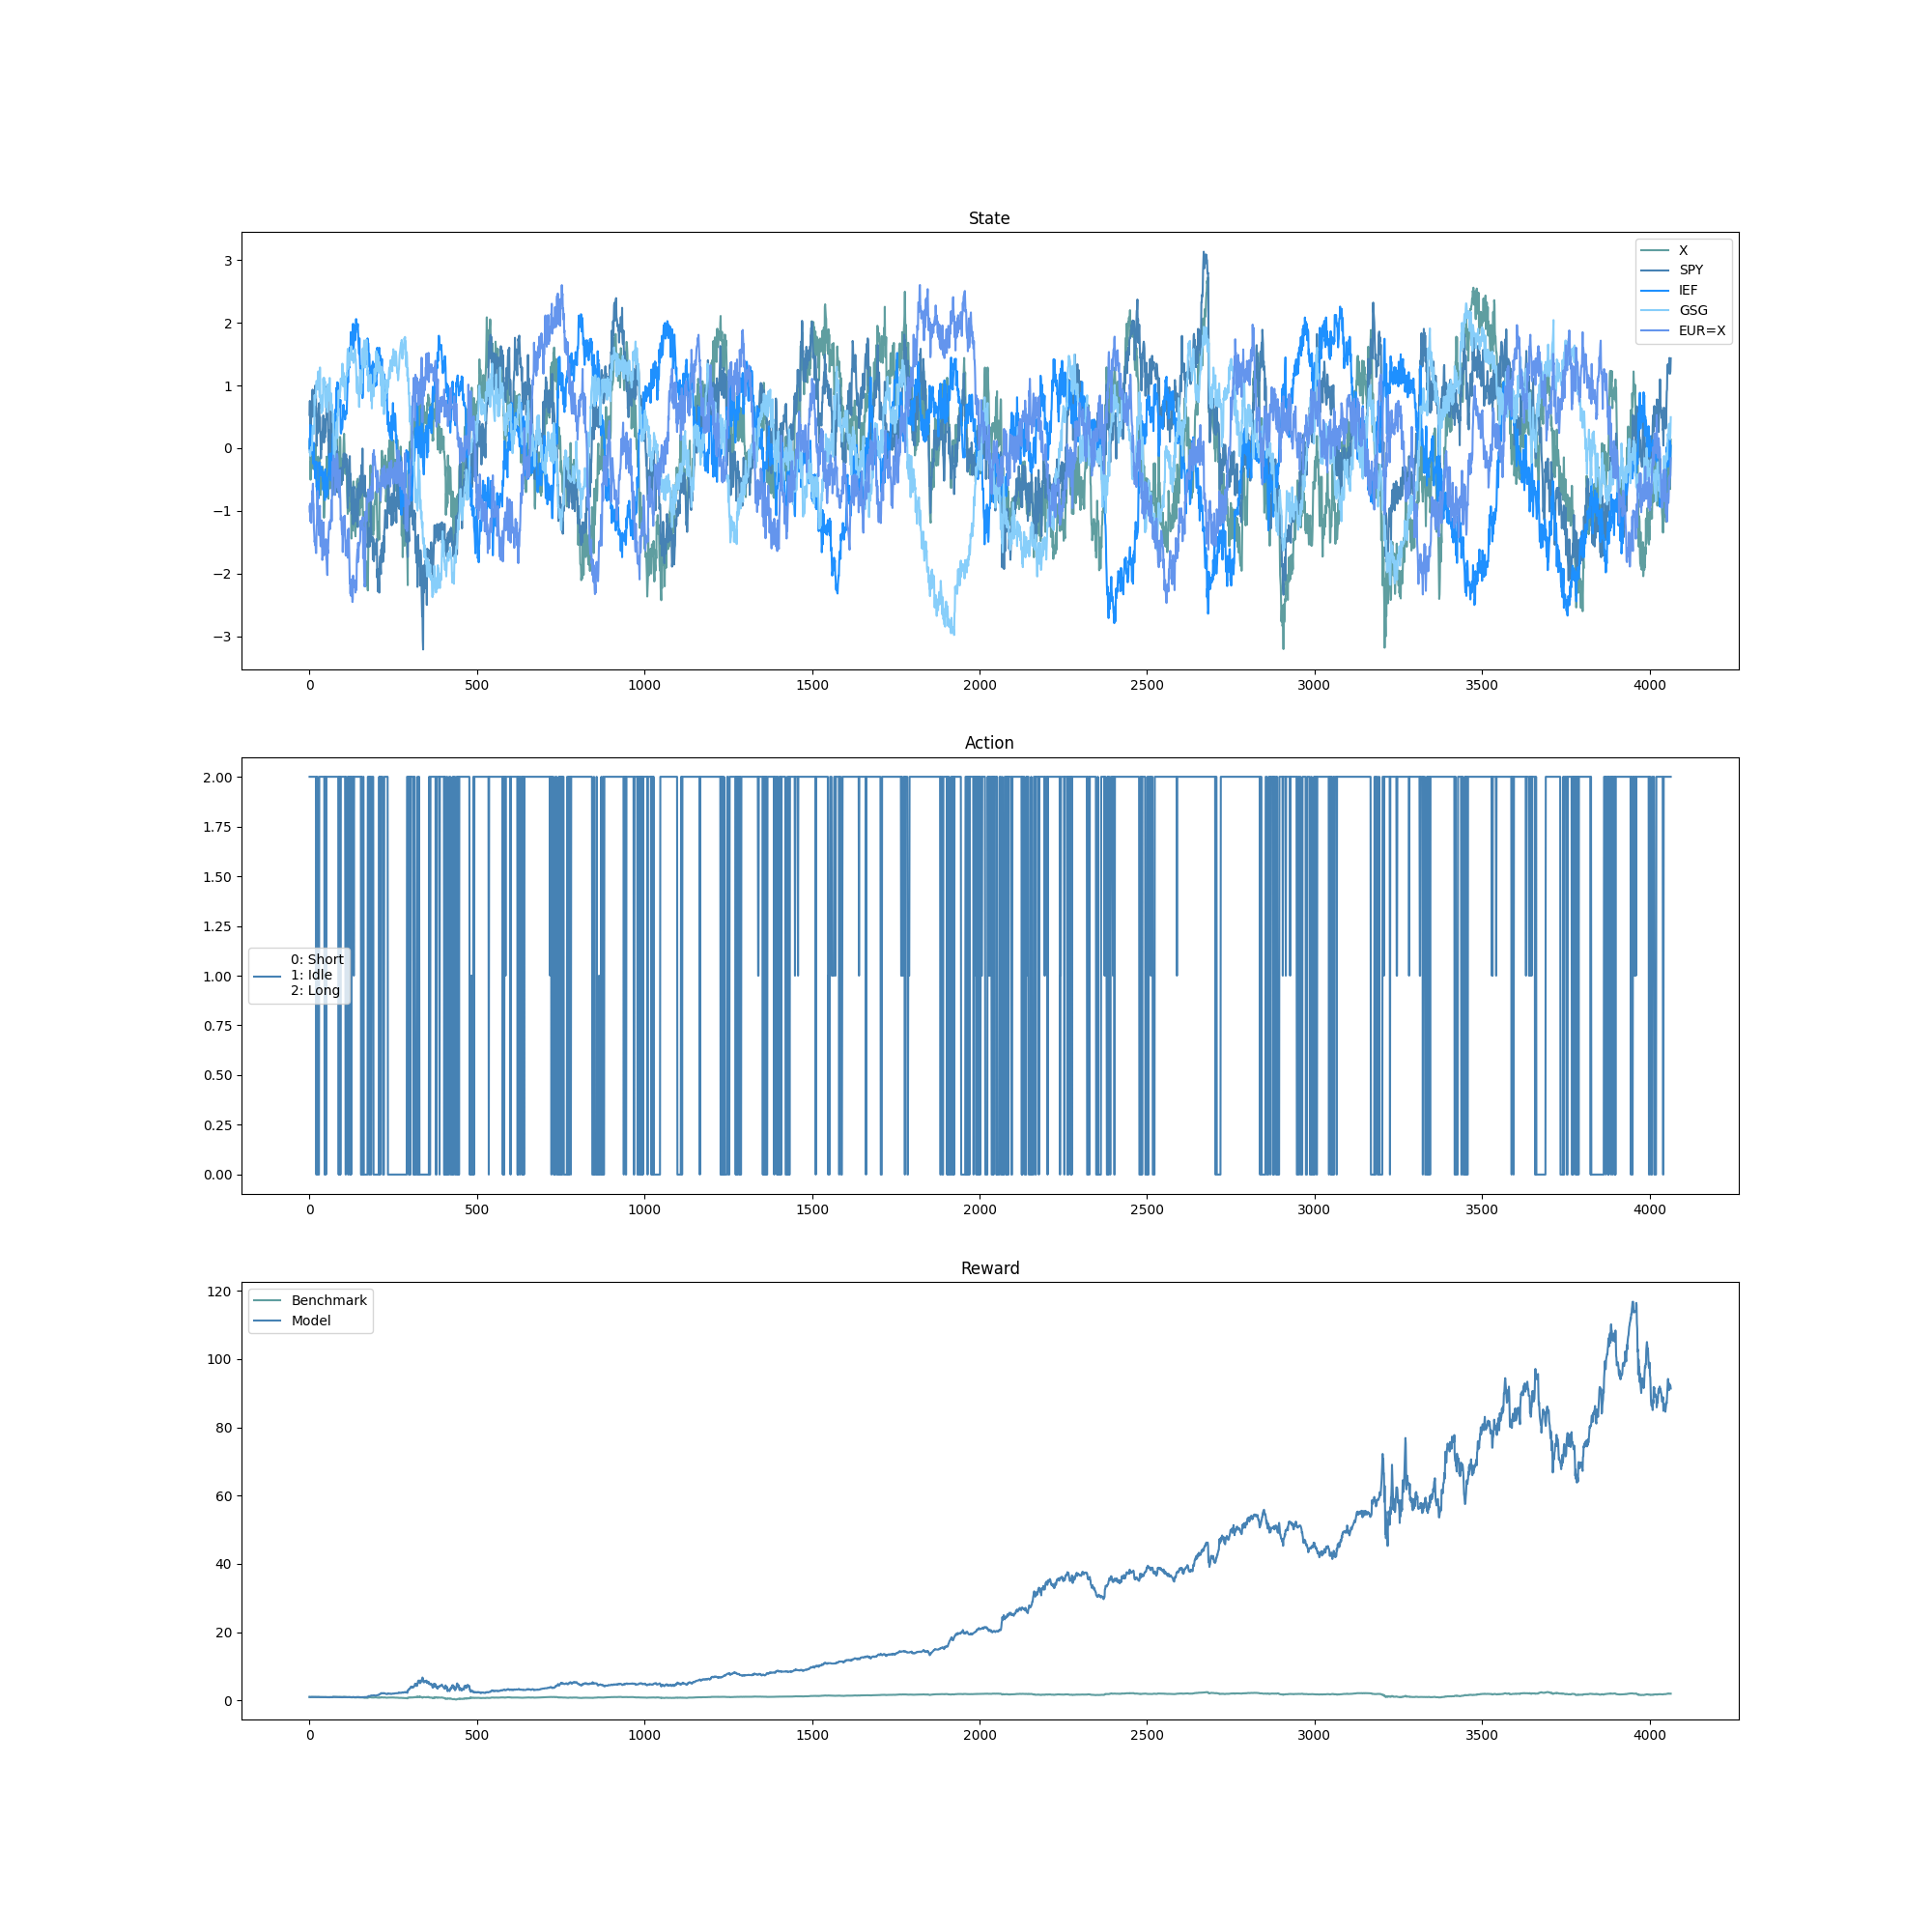 State
3
2
1
0
−1
−2
−3
X
SPY
IEF
GSG
EUR=X
0 500 1000 1500 2000 2500 3000 3500 4000
Action
2.00
1.75
1.50
1.25
1.00
0.75
0.50
0.25
0.00
0: Short
1: Idle
2: Long
0 500 1000 1500 2000 2500 3000 3500 4000
Reward
120
100
80
60
40
20
0
Benchmark
Model
0 500 1000 1500 2000 2500 3000 3500 4000